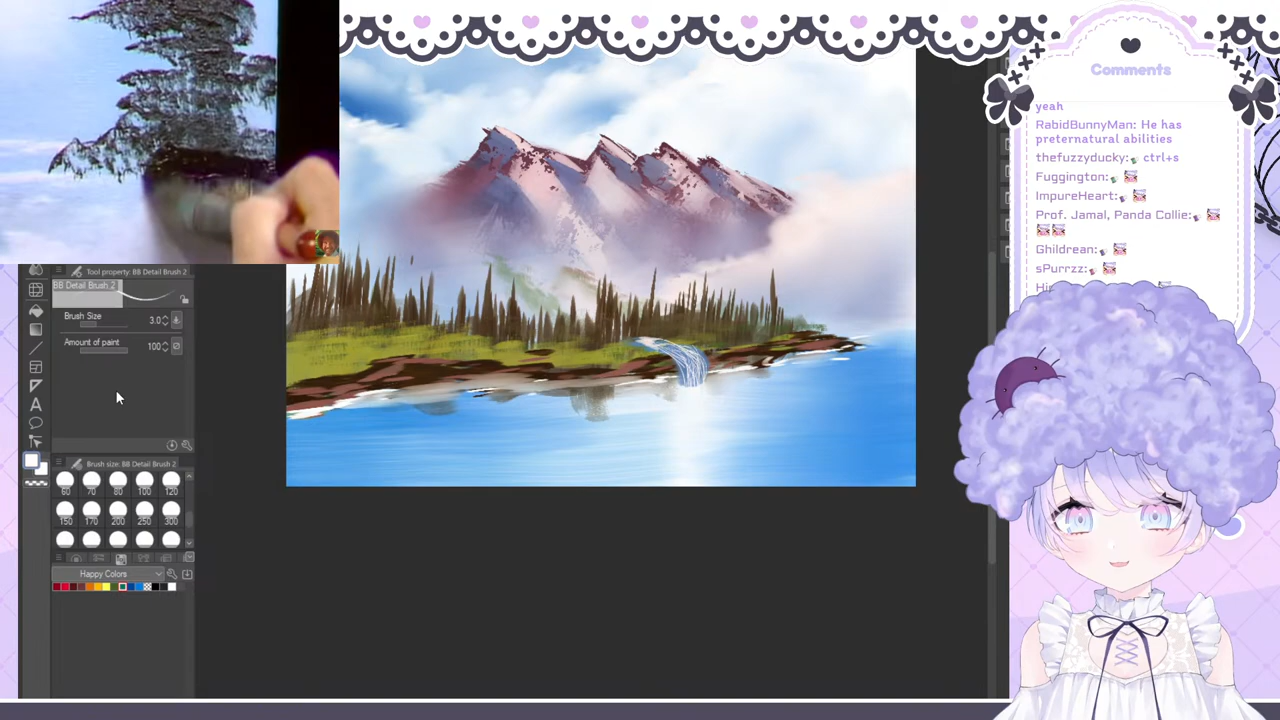 Comments
yeah
RabidBunnyMan: He has
preternatural abilities
thefuzzyducky: ctrl+s
Fuggington:
ImpureHeart:
Prof. Jamal, Panda Collie:
Ghildrean:
sPurrzz:
Tool property: BB Detail Brush 2
BB Detail Brush 2
Brush Size 3.0
Amount of paint 100
Brush size: BB Detail Brush 2
60 70 80 100 120
150 170 200 250 300
Happy Colors